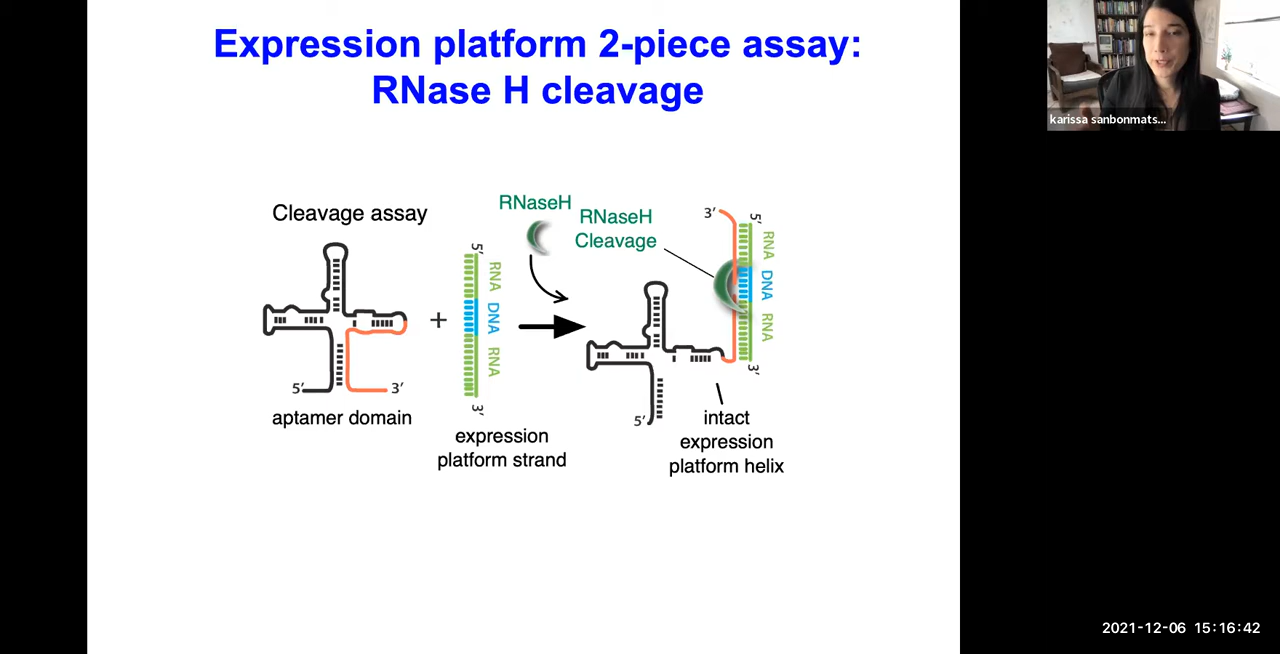 Expression platform 2-piece assay:
RNase H cleavage
karissa sanbonmats...
Cleavage assay
RNaseH
RNaseH
Cleavage
5′
RNA
DNA
RNA
3′
+
5′
3′
aptamer domain
expression
platform strand
3′
5′
RNA
DNA
RNA
3′
5′
intact
expression
platform helix
2021-12-06 15:16:42